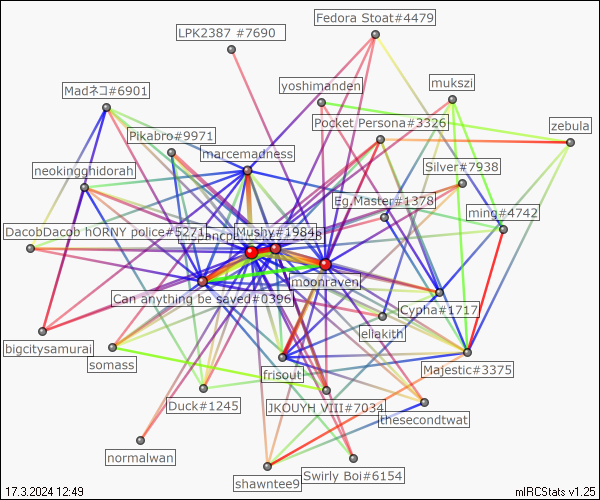 Fedora Stoat#4479
LPK2387 #7690
yoshimanden
mukszi
Madネコ#6901
Pocket Persona#3326
zebula
Pikabro#9971
marcemadness
Silver#7938
neokingghidorah
Eg.Master#1378
ming#4742
DacobDacob hORNY police#5271
Mushy#1984
moonraven
Can anything be saved#0396
Cypha#1717
eliakith
bigcitysamurai
somass
frisout
Majestic#3375
Duck#1245
JKOUYH VIII#7034
thesecondtwat
normalwan
shawntee9
Swirly Boi#6154
17.3.2024 12:49
mIRCStats v1.25